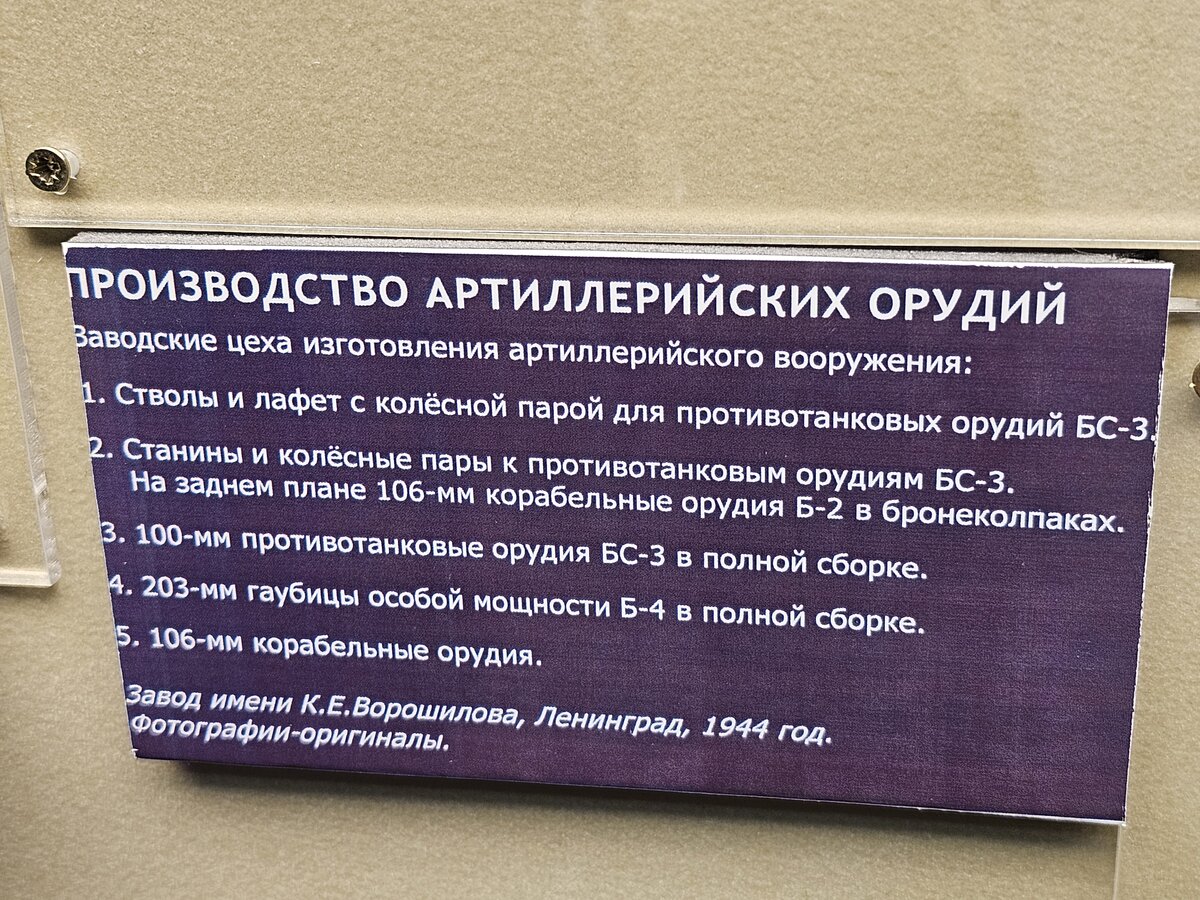 ПРОИЗВОДСТВО АРТИЛЛЕРИЙСКИХ ОРУДИЙ
Заводские цеха изготовления артиллерийского вооружения:
1. Стволы и лафет с колёсной парой для противотанковых орудий БС-3.
2. Станины и колёсные пары к противотанковым орудиям БС-3.
На заднем плане 106-мм корабельные орудия Б-2 в бронеколпаках.
3. 100-мм противотанковые орудия БС-3 в полной сборке.
4. 203-мм гаубицы особой мощности Б-4 в полной сборке.
5. 106-мм корабельные орудия.
Завод имени К.Е.Ворошилова, Ленинград, 1944 год.
Фотографии-оригиналы.